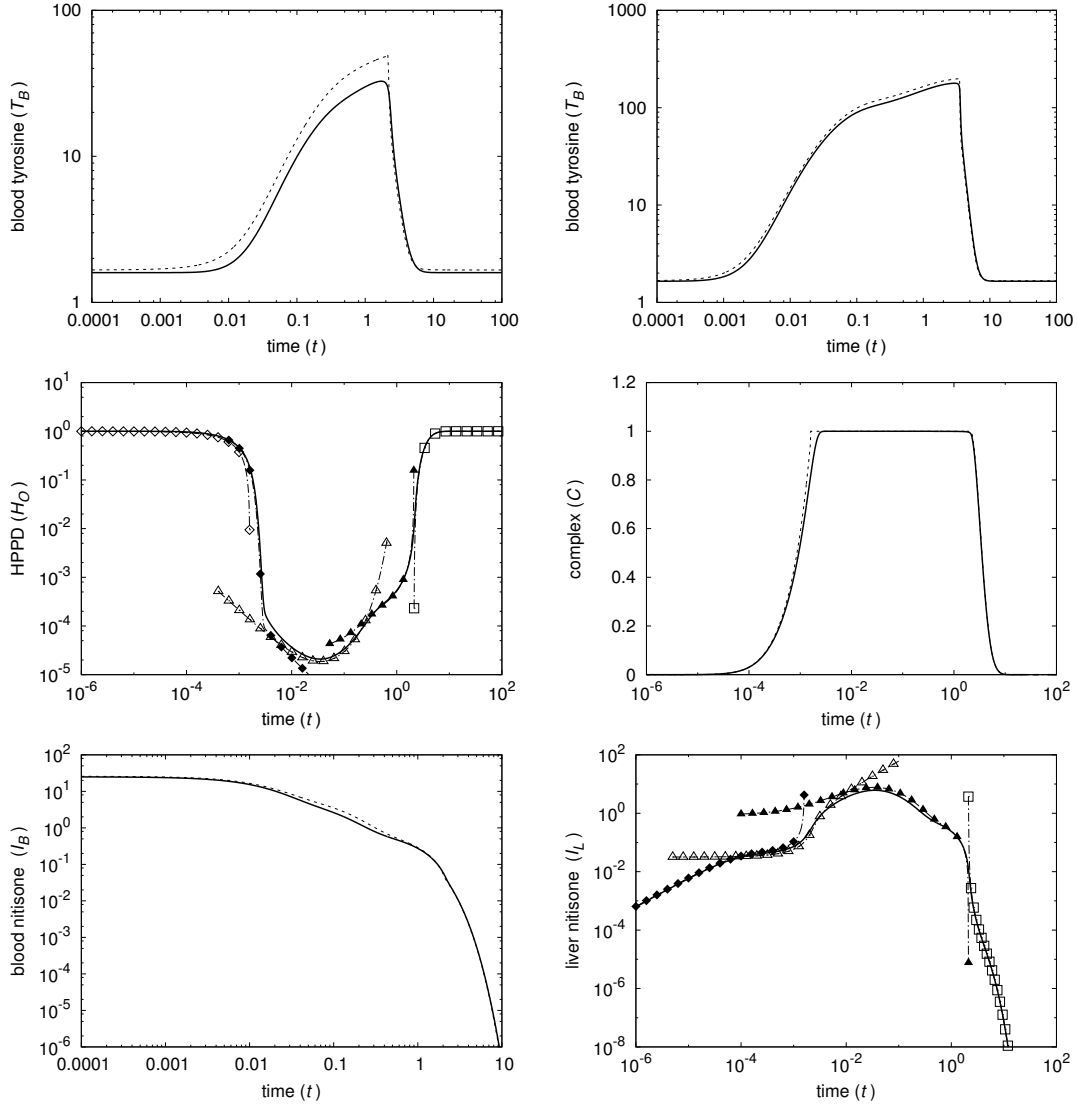 100
10
1
0.0001 0.001 0.01 0.1 1 10 100
blood tyrosine (T_B)
time (t)
1000
100
10
1
0.0001 0.001 0.01 0.1 1 10 100
blood tyrosine (T_B)
time (t)
10^1
10^0
10^-1
10^-2
10^-3
10^-4
10^-5
10^-6 10^-4 10^-2 10^0 10^2
HPPD (H_O)
time (t)
1.2
1
0.8
0.6
0.4
0.2
0
10^-6 10^-4 10^-2 10^0 10^2
complex (C)
time (t)
10^2
10^1
10^0
10^-1
10^-2
10^-3
10^-4
10^-5
10^-6
0.0001 0.001 0.01 0.1 1 10
blood nitisone (I_B)
time (t)
10^2
10^0
10^-2
10^-4
10^-6
10^-8
10^-6 10^-4 10^-2 10^0 10^2
liver nitisone (I_L)
time (t)